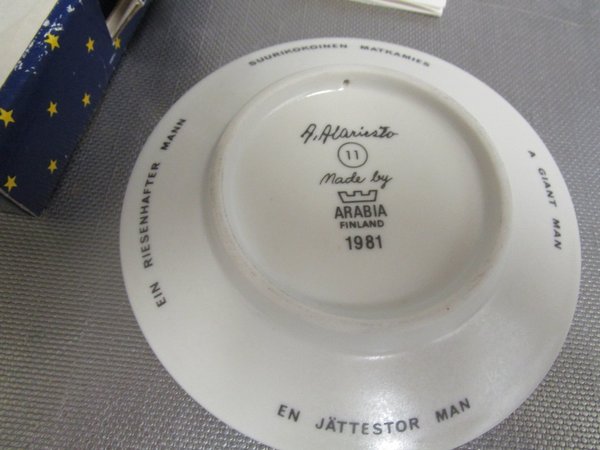 SUURIKOKOINEN MATKAMIES
A. Alariesto
11
Made by
ARABIA
FINLAND
1981
A GIANT MAN
EIN RIESENHAFTER MANN
EN JÄTTESTOR MAN